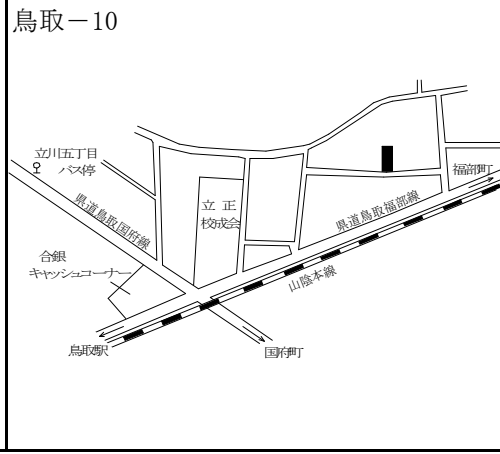 鳥取－10
立川五丁目
バス停
福部町
県道鳥取国府線
立正
校成会
県道鳥取福部線
合銀
キャッシュコーナー
山陰本線
鳥取駅
国府町